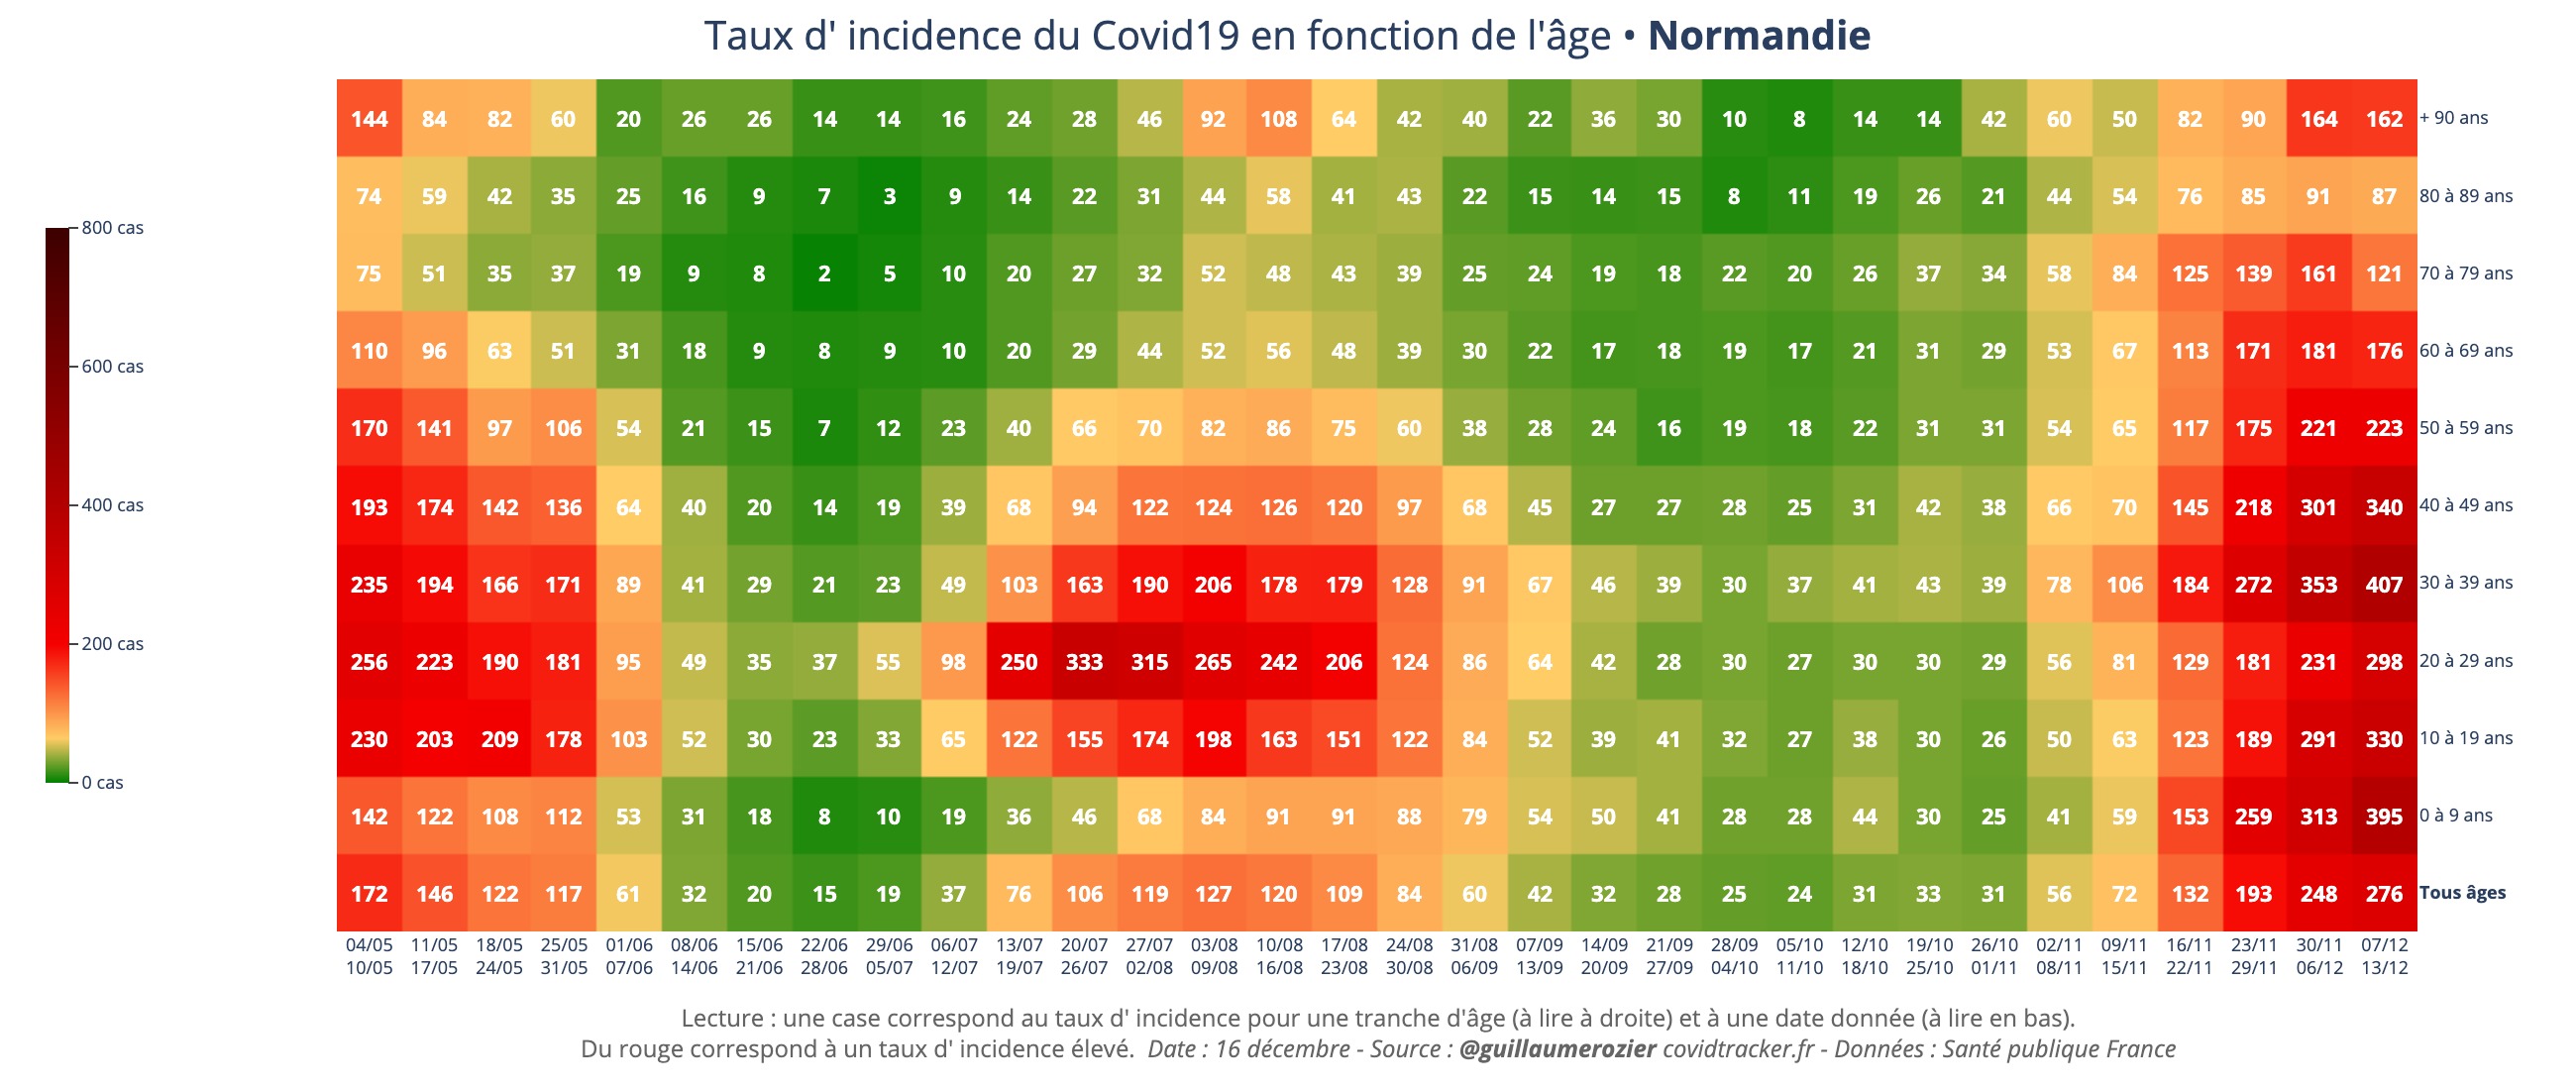 Taux d' incidence du Covid19 en fonction de l'âge • Normandie
800 cas
600 cas
400 cas
200 cas
0 cas
144 84 82 60 20 26 26 14 14 16 24 28 46 92 108 64 42 40 22 36 30 10 8 14 14 42 60 50 82 90 164 162 + 90 ans
74 59 42 35 25 16 9 7 3 9 14 22 31 44 58 41 43 22 15 14 15 8 11 19 26 21 44 54 76 85 91 87 80 à 89 ans
75 51 35 37 19 9 8 2 5 10 20 27 32 52 48 43 39 25 24 19 18 22 20 26 37 34 58 84 125 139 161 121 70 à 79 ans
110 96 63 51 31 18 9 8 9 10 20 29 44 52 56 48 39 30 22 17 18 19 17 21 31 29 53 67 113 171 181 176 60 à 69 ans
170 141 97 106 54 21 15 7 12 23 40 66 70 82 86 75 60 38 28 24 16 19 18 22 31 31 54 65 117 175 221 223 50 à 59 ans
193 174 142 136 64 40 20 14 19 39 68 94 122 124 126 120 97 68 45 27 27 28 25 31 42 38 66 70 145 218 301 340 40 à 49 ans
235 194 166 171 89 41 29 21 23 49 103 163 190 206 178 179 128 91 67 46 39 30 37 41 43 39 78 106 184 272 353 407 30 à 39 ans
256 223 190 181 95 49 35 37 55 98 250 333 315 265 242 206 124 86 64 42 28 30 27 30 30 29 56 81 129 181 231 298 20 à 29 ans
230 203 209 178 103 52 30 23 33 65 122 155 174 198 163 151 122 84 52 39 41 32 27 38 30 26 50 63 123 189 291 330 10 à 19 ans
142 122 108 112 53 31 18 8 10 19 36 46 68 84 91 91 88 79 54 50 41 28 28 44 30 25 41 59 153 259 313 395 0 à 9 ans
172 146 122 117 61 32 20 15 19 37 76 106 119 127 120 109 84 60 42 32 28 25 24 31 33 31 56 72 132 193 248 276 Tous âges
04/05 11/05 18/05 25/05 01/06 08/06 15/06 22/06 29/06 06/07 13/07 20/07 27/07 03/08 10/08 17/08 24/08 31/08 07/09 14/09 21/09 28/09 05/10 12/10 19/10 26/10 02/11 09/11 16/11 23/11 30/11 07/12
10/05 17/05 24/05 31/05 07/06 14/06 21/06 28/06 05/07 12/07 19/07 26/07 02/08 09/08 16/08 23/08 30/08 06/09 13/09 20/09 27/09 04/10 11/10 18/10 25/10 01/11 08/11 15/11 22/11 29/11 06/12 13/12
Lecture : une case correspond au taux d' incidence pour une tranche d'âge (à lire à droite) et à une date donnée (à lire en bas).
Du rouge correspond à un taux d' incidence élevé. Date : 16 décembre - Source : @guillaumerozier covidtracker.fr - Données : Santé publique France